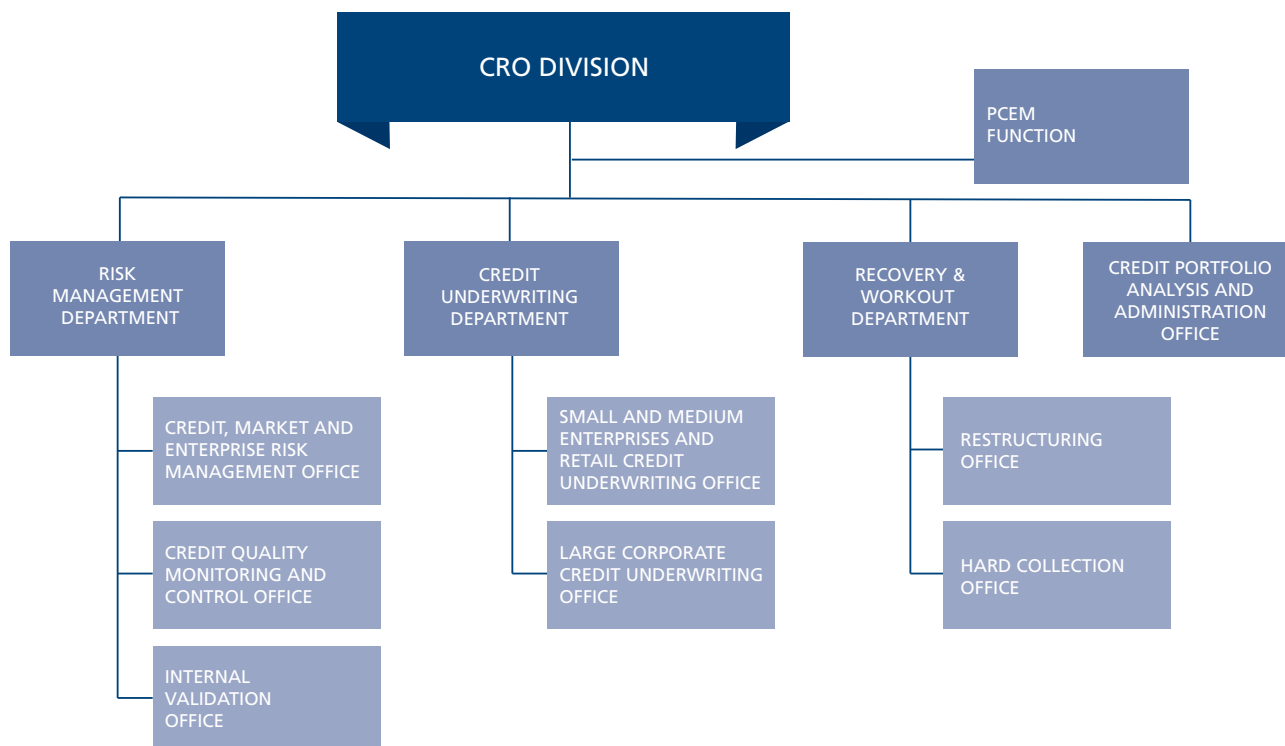 CRO DIVISION
PCEM
FUNCTION
RISK
MANAGEMENT
DEPARTMENT
CREDIT
UNDERWRITING
DEPARTMENT
RECOVERY &
WORKOUT
DEPARTMENT
CREDIT PORTFOLIO
ANALYSIS AND
ADMINISTRATION
OFFICE
CREDIT, MARKET AND
ENTERPRISE RISK
MANAGEMENT OFFICE
SMALL AND MEDIUM
ENTERPRISES AND
RETAIL CREDIT
UNDERWRITING OFFICE
RESTRUCTURING
OFFICE
CREDIT QUALITY
MONITORING AND
CONTROL OFFICE
LARGE CORPORATE
CREDIT UNDERWRITING
OFFICE
HARD COLLECTION
OFFICE
INTERNAL
VALIDATION
OFFICE